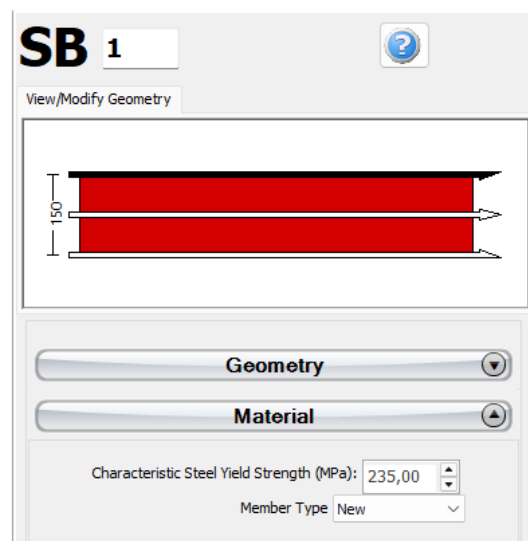 SB 1
View/Modify Geometry
150
Geometry
Material
Characteristic Steel Yield Strength (MPa): 235,00
Member Type New